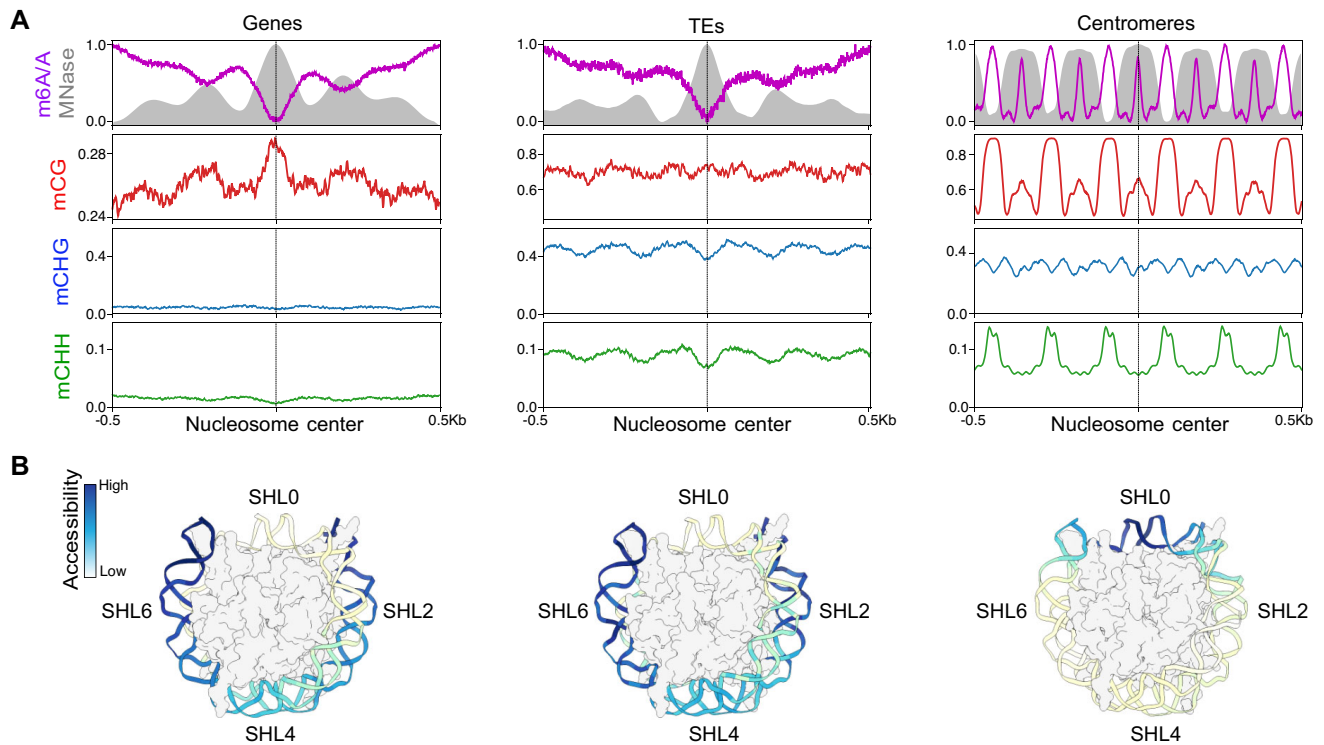 A
Genes
TEs
Centromeres
m6A/A
MNase
1.0
0.0
1.0
0.0
1.0
0.0
mCG
0.28
0.24
0.8
0.6
0.8
0.6
mCHG
0.4
0.0
0.4
0.0
0.4
0.0
mCHH
0.1
0.0
0.1
0.0
0.1
0.0
-0.5 Nucleosome center 0.5Kb
-0.5 Nucleosome center 0.5Kb
-0.5 Nucleosome center 0.5Kb
B
Accessibility
High
Low
SHL0
SHL6
SHL2
SHL4
SHL0
SHL6
SHL2
SHL4
SHL0
SHL6
SHL2
SHL4